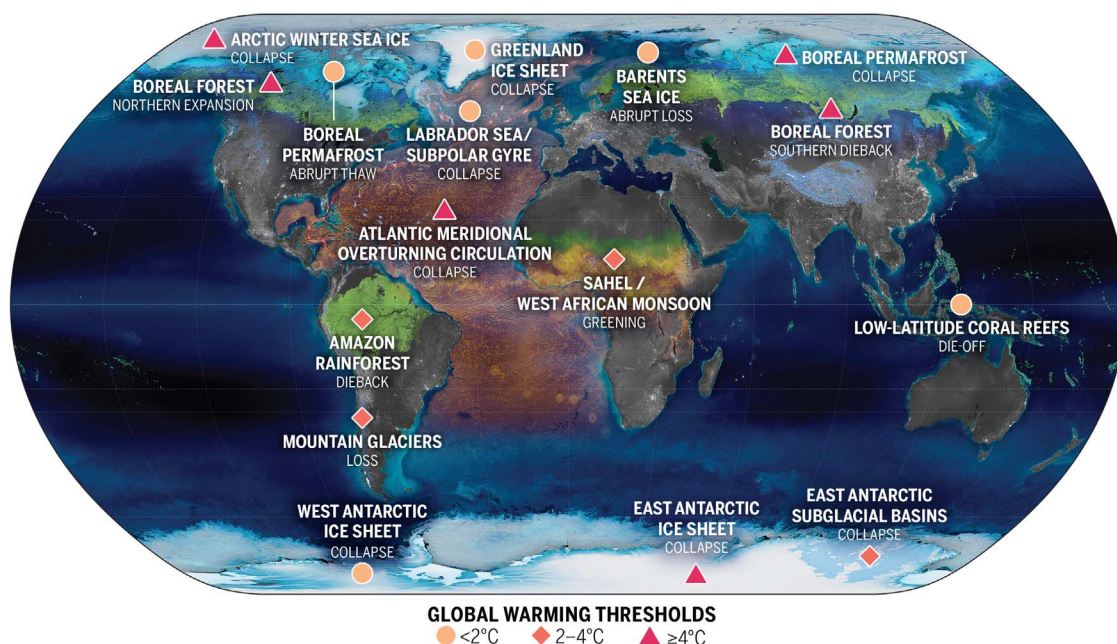 ARCTIC WINTER SEA ICE
COLLAPSE
BOREAL FOREST
NORTHERN EXPANSION
BOREAL
PERMAFROST
ABRUPT THAW
GREENLAND
ICE SHEET
COLLAPSE
LABRADOR SEA/
SUBPOLAR GYRE
COLLAPSE
BARENTS
SEA ICE
ABRUPT LOSS
BOREAL PERMAFROST
COLLAPSE
BOREAL FOREST
SOUTHERN DIEBACK
ATLANTIC MERIDIONAL
OVERTURNING CIRCULATION
COLLAPSE
SAHEL /
WEST AFRICAN MONSOON
GREENING
LOW-LATITUDE CORAL REEFS
DIE-OFF
AMAZON
RAINFOREST
DIEBACK
MOUNTAIN GLACIERS
LOSS
WEST ANTARCTIC
ICE SHEET
COLLAPSE
EAST ANTARCTIC
ICE SHEET
COLLAPSE
EAST ANTARCTIC
SUBGLACIAL BASINS
COLLAPSE
GLOBAL WARMING THRESHOLDS
<2°C 2–4°C ≥4°C